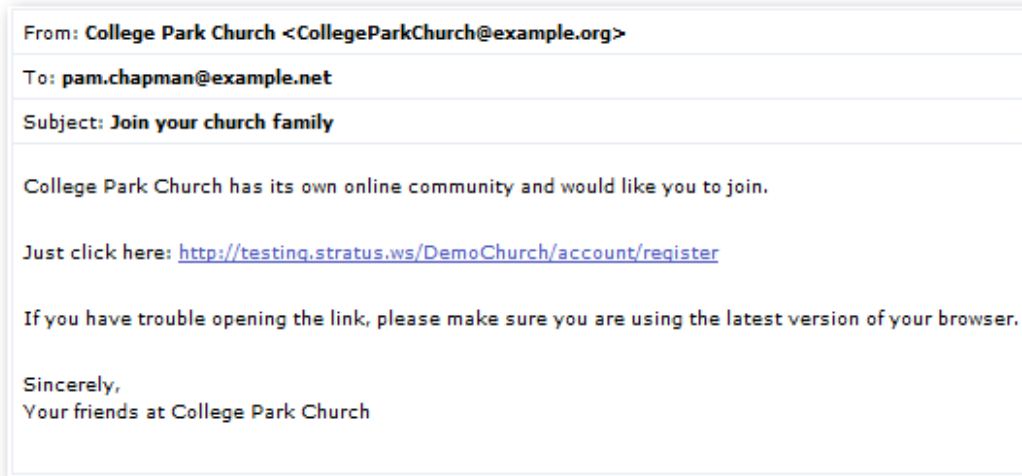 From: College Park Church <CollegeParkChurch@example.org>
To: pam.chapman@example.net
Subject: Join your church family
College Park Church has its own online community and would like you to join.
Just click here: http://testing.stratus.ws/DemoChurch/account/register
If you have trouble opening the link, please make sure you are using the latest version of your browser.
Sincerely,
Your friends at College Park Church